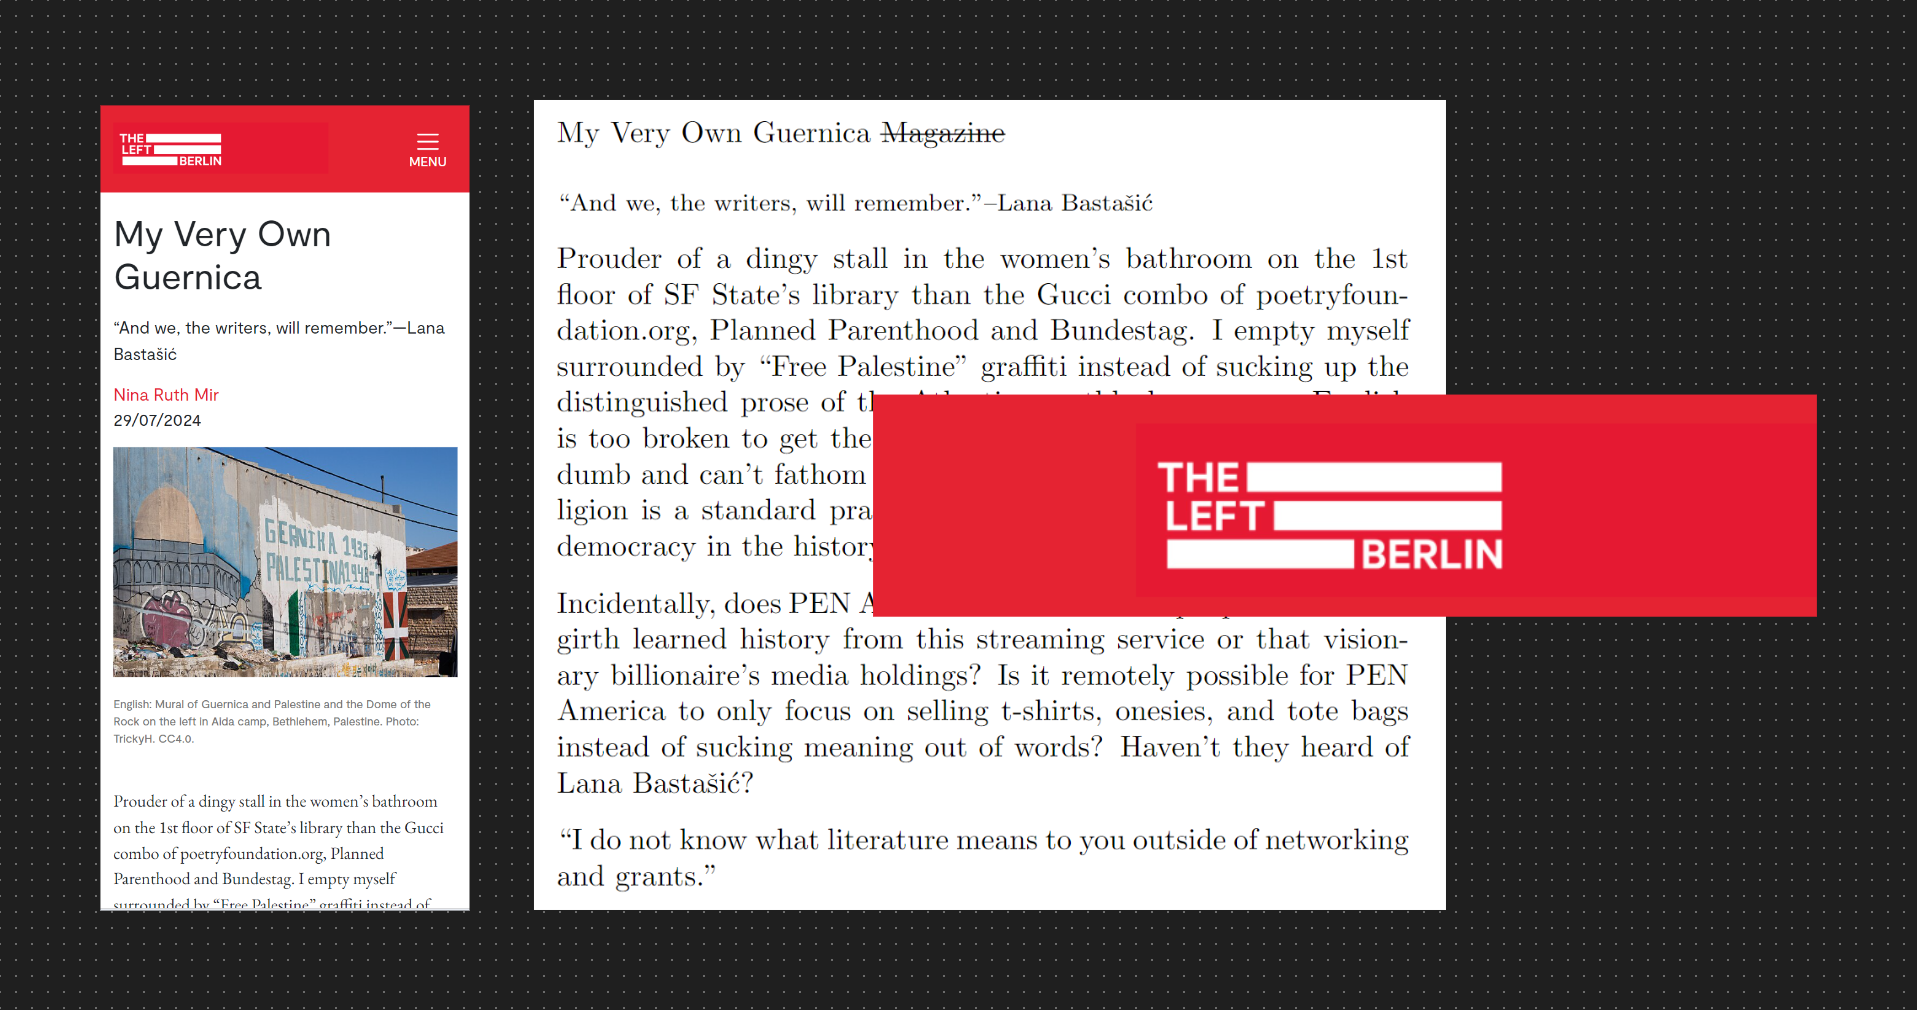 THE
LEFT
BERLIN
MENU
My Very Own
Guernica
“And we, the writers, will remember.”—Lana
Bastašić
Nina Ruth Mir
29/07/2024
GERNIKA 193
PALESTINA 1948-
English: Mural of Guernica and Palestine and the Dome of the
Rock on the left in Aida camp, Bethlehem, Palestine. Photo:
TrickyH. CC4.0.
Prouder of a dingy stall in the women’s bathroom
on the 1st floor of SF State’s library than the Gucci
combo of poetryfoundation.org, Planned
Parenthood and Bundestag. I empty myself
surrounded by “Free Palestine” graffiti instead of
My Very Own Guernica Magazine
“And we, the writers, will remember.”–Lana Bastašić
Prouder of a dingy stall in the women’s bathroom on the 1st
floor of SF State’s library than the Gucci combo of poetryfoun-
dation.org, Planned Parenthood and Bundestag. I empty myself
surrounded by “Free Palestine” graffiti instead of sucking up the
distinguished prose of
is too broken to get the
dumb and can’t fathom
ligion is a standard pra
democracy in the history
Incidentally, does PEN A
girth learned history from this streaming service or that vision-
ary billionaire’s media holdings? Is it remotely possible for PEN
America to only focus on selling t-shirts, onesies, and tote bags
instead of sucking meaning out of words? Haven’t they heard of
Lana Bastašić?
“I do not know what literature means to you outside of networking
and grants.”
THE
LEFT
BERLIN